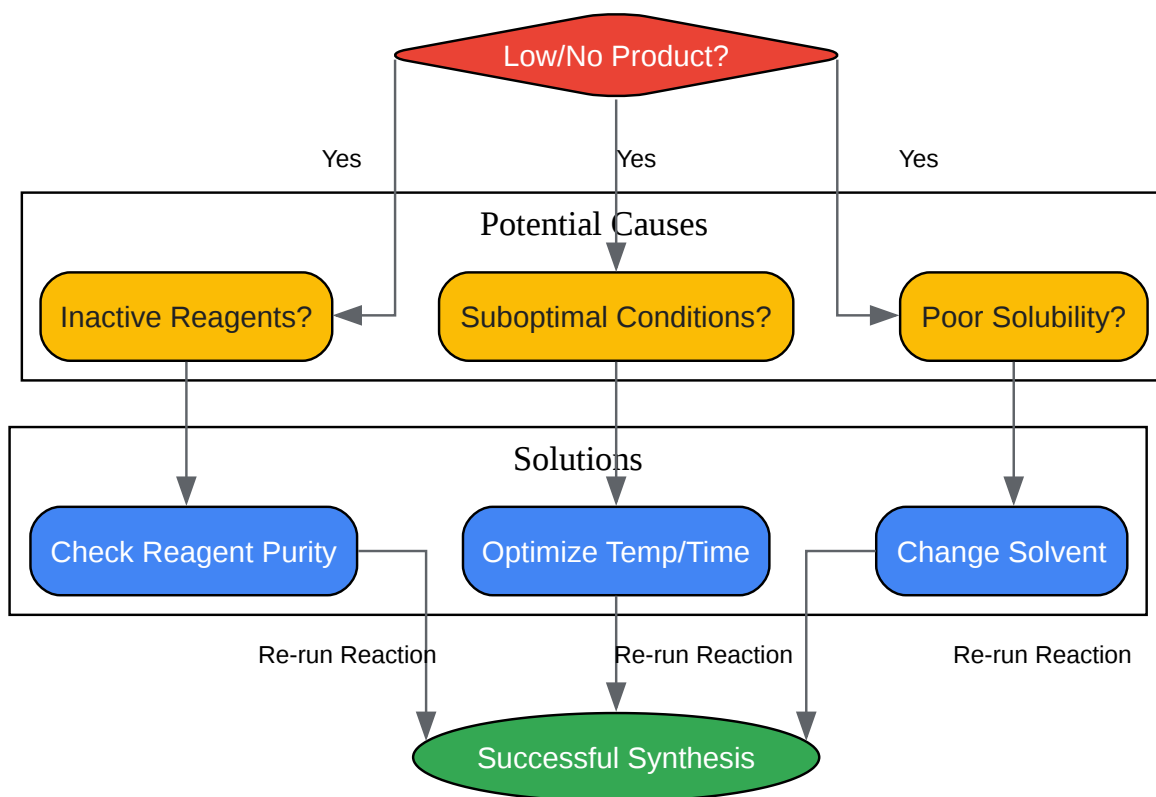 Low/No Product?
Yes
Yes
Yes
Potential Causes
Inactive Reagents?
Suboptimal Conditions?
Poor Solubility?
Solutions
Check Reagent Purity
Optimize Temp/Time
Change Solvent
Re-run Reaction
Re-run Reaction
Re-run Reaction
Successful Synthesis